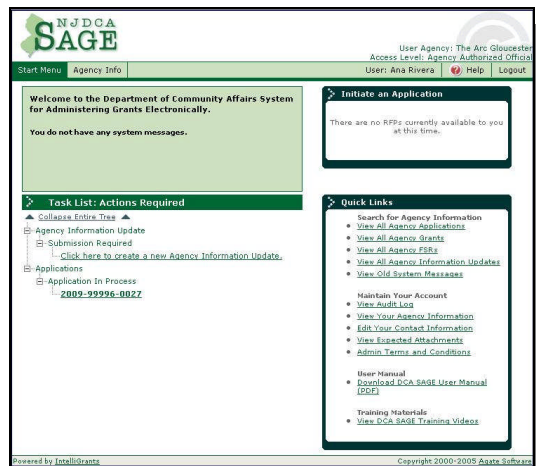 NJDCA
SAGE
User Agency: The Arc Gloucester
Access Level: Agency Authorized Official
Start Menu Agency Info User: Ana Rivera Help Logout
Welcome to the Department of Community Affairs System
for Administering Grants Electronically.
You do not have any system messages.
Initiate an Application
There are no RFPs currently available to you
at this time.
Task List: Actions Required
Collapse Entire Tree
Agency Information Update
Submission Required
Click here to create a new Agency Information Update.
Applications
Application In Process
2009-99996-0027
Quick Links
Search for Agency Information
View All Agency Applications
View All Agency Grants
View All Agency FSRs
View All Agency Information Updates
View Old System Messages
Maintain Your Account
View Audit Log
View Your Agency Information
Edit Your Contact Information
View Expected Attachments
Admin Terms and Conditions
User Manual
Download DCA SAGE User Manual
(PDF)
Training Materials
View DCA SAGE Training Videos
Powered by IntelliGrants Copyright 2000-2005 Agate Software